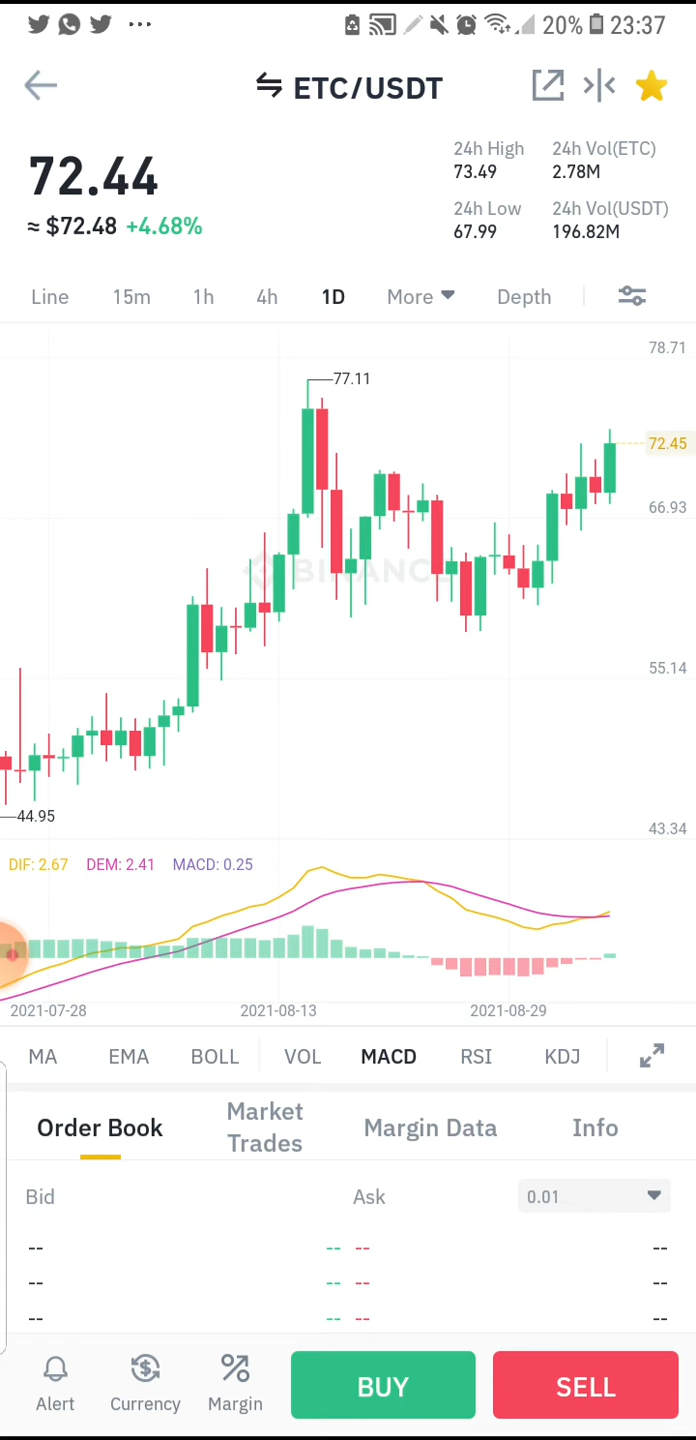 20% 23:37
ETC/USDT
72.44
≈ $72.48 +4.68%
24h High
73.49
24h Vol(ETC)
2.78M
24h Low
67.99
24h Vol(USDT)
196.82M
Line 15m 1h 4h 1D More Depth
78.71
77.11
72.45
66.93
BINANCE
55.14
44.95
43.34
DIF: 2.67 DEM: 2.41 MACD: 0.25
2021-07-28 2021-08-13 2021-08-29
MA EMA BOLL VOL MACD RSI KDJ
Order Book
Market
Trades
Margin Data
Info
Bid Ask 0.01
-- -- -- --
-- -- -- --
-- -- -- --
Alert Currency Margin
BUY
SELL